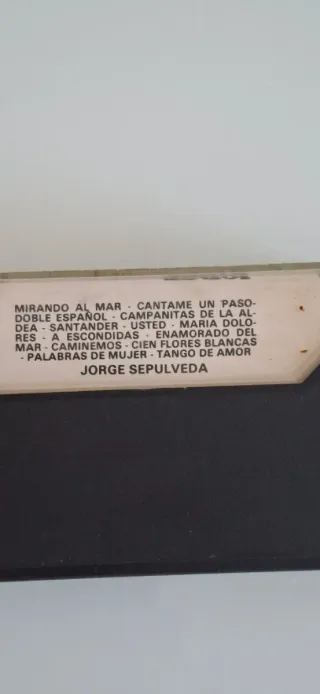 MIRANDO AL MAR - CANTAME UN PASO-
DOBLE ESPAÑOL - CAMPANITAS DE LA AL-
DEA - SANTANDER - USTED - MARIA DOLO-
RES - A ESCONDIDAS - ENAMORADO DEL
MAR - CAMINEMOS - CIEN FLORES BLANCAS
- PALABRAS DE MUJER - TANGO DE AMOR
JORGE SEPULVEDA